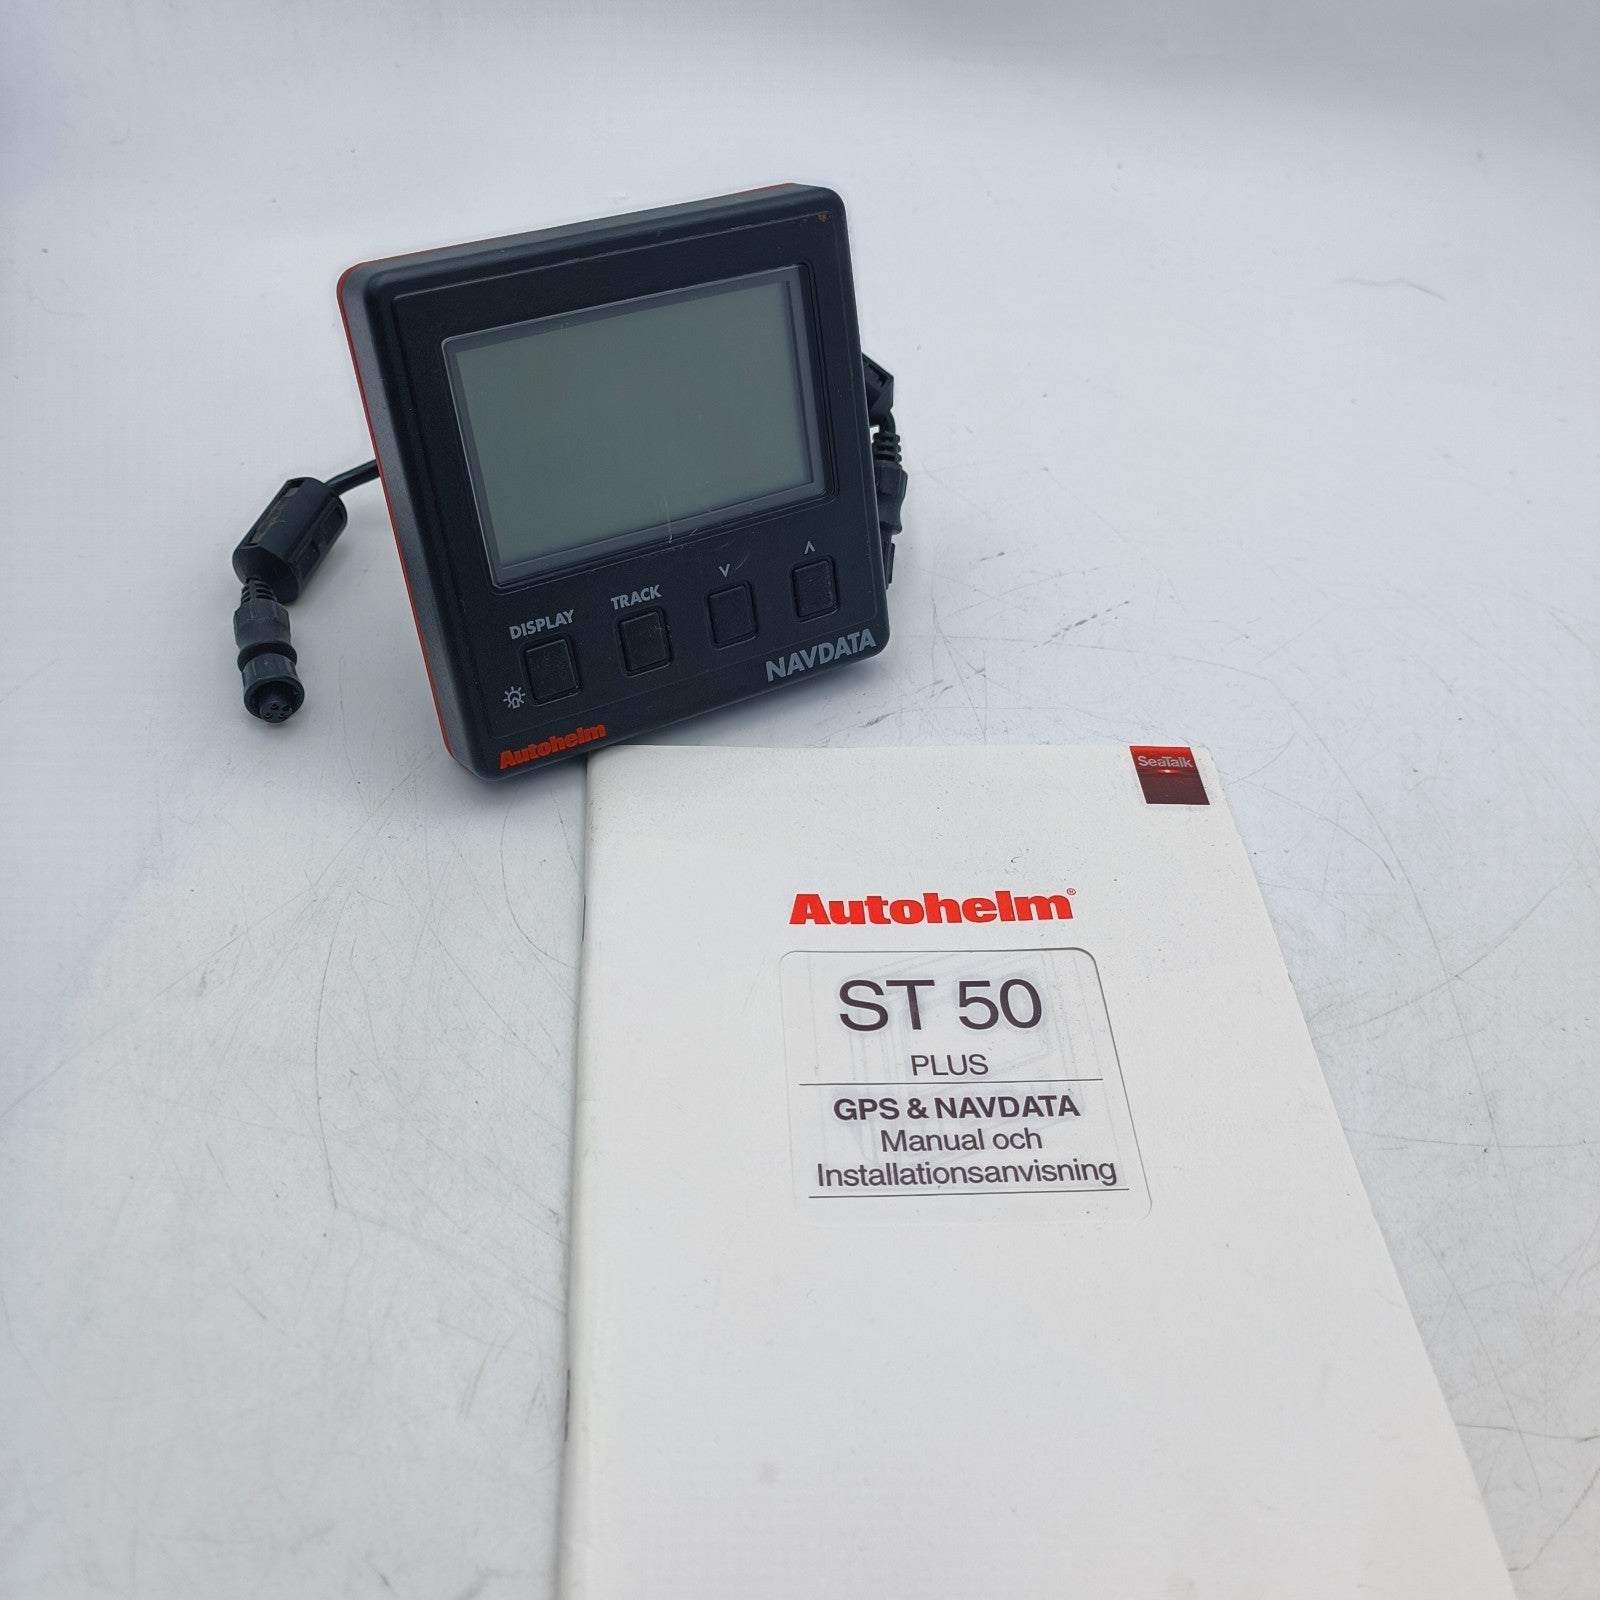 DISPLAY
TRACK
NAVDATA
Autohelm
SeaTalk
Autohelm®
ST 50
PLUS
GPS & NAVDATA
Manual och
Installationsanvisning